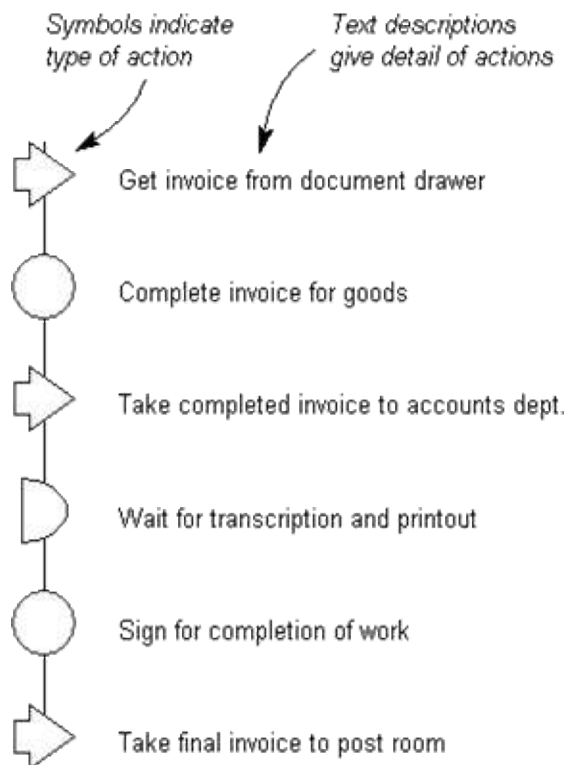 Symbols indicate
type of action
Text descriptions
give detail of actions
Get invoice from document drawer
Complete invoice for goods
Take completed invoice to accounts dept.
Wait for transcription and printout
Sign for completion of work
Take final invoice to post room